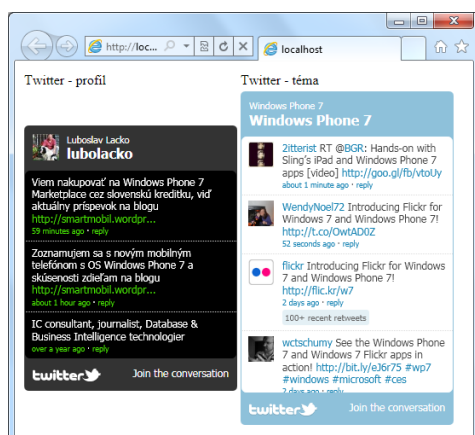 http://loc...
localhost
Twitter - profil
Luboslav Lacko
lubolacko
Viem nakupovať na Windows Phone 7
Marketplace cez slovenskú kreditku, viď
aktuálny príspevok na blogu
http://smartmobil.wordpr...
59 minutes ago · reply
Zoznamujem sa s novým mobilným
telefónom s OS Windows Phone 7 a
skúsenosti zdieľam na blogu
http://smartmobil.wordpr...
about 1 hour ago · reply
IC consultant, journalist, Database &
Business Intelligence technologier
over a year ago · reply
twitter
Join the conversation
Twitter - téma
Windows Phone 7
Windows Phone 7
2itterist RT @BGR: Hands-on with
Sling's iPad and Windows Phone 7
apps [video] http://goo.gl/fb/vtoUy
about 1 minute ago · reply
WendyNoel72 Introducing Flickr for
Windows 7 and Windows Phone 7!
http://t.co/OwtAD0Z
52 seconds ago · reply
flickr Introducing Flickr for Windows
7 and Windows Phone 7!
http://flic.kr/w7
2 days ago · reply
100+ recent retweets
wctschumy See the Windows Phone
7 and Windows 7 Flickr apps in
action! http://bit.ly/eJ6r75 #wp7
#windows #microsoft #ces
2 days ago · reply
twitter
Join the conversation